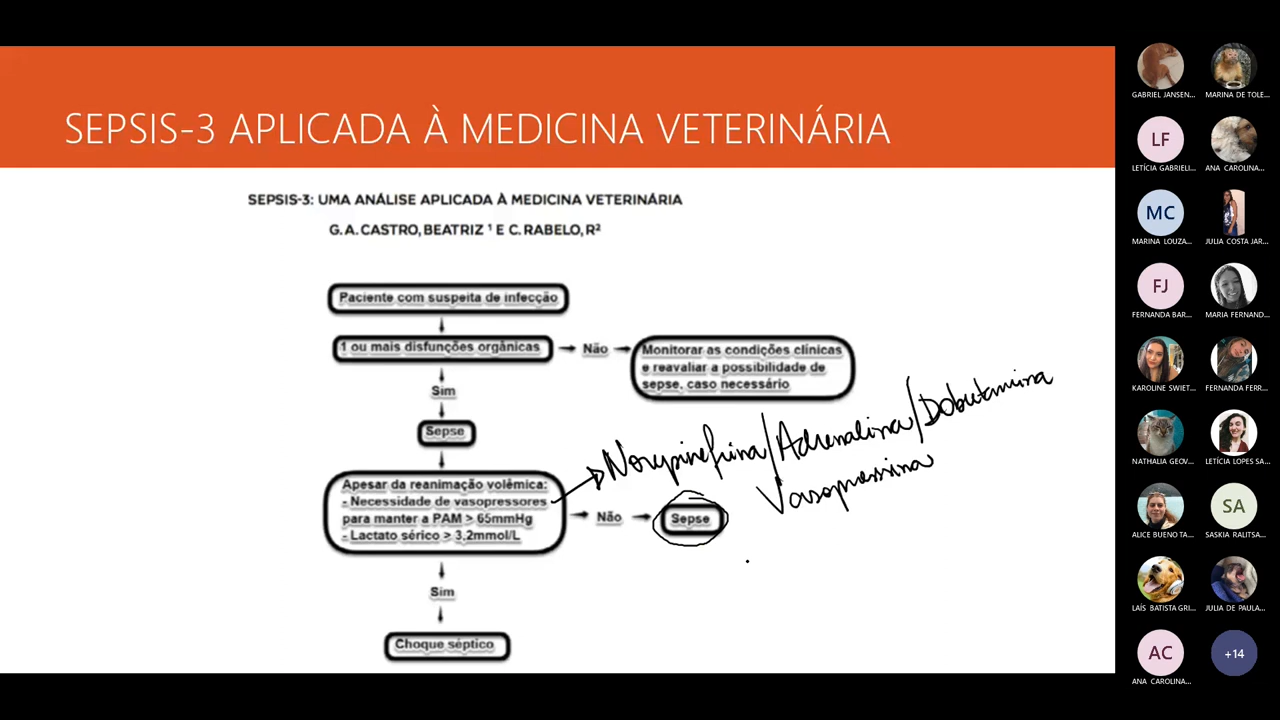 SEPSIS-3 APLICADA À MEDICINA VETERINÁRIA
SEPSIS-3: UMA ANÁLISE APLICADA À MEDICINA VETERINÁRIA
G. A. CASTRO, BEATRIZ ¹ E C. RABELO, R²
Paciente com suspeita de infecção
1 ou mais disfunções orgânicas
Não
Monitorar as condições clínicas
e reavaliar a possibilidade de
sepse, caso necessário
Sim
Sepse
Apesar da reanimação volêmica:
- Necessidade de vasopressores
para manter a PAM > 65mmHg
- Lactato sérico > 3,2mmol/L
Norepinefrina/Adrenalina/Dobutamina
Vasopressina
Não
Sepse
Sim
Choque séptico
GABRIEL JANSEN...
MARINA DE TOLE...
LF
LETÍCIA GABRIELI...
ANA CAROLINA...
MC
MARINA LOUZA...
JULIA COSTA JAR...
FJ
FERNANDA BAR...
MARIA FERNAND...
KAROLINE SWIET...
FERNANDA FERR...
NATHALIA GEOV...
LETÍCIA LOPES SA...
ALICE BUENO TA...
SA
SASKIA RALITSA...
LAÍS BATISTA GRI...
JULIA DE PAULA...
AC
ANA CAROLINA...
+14